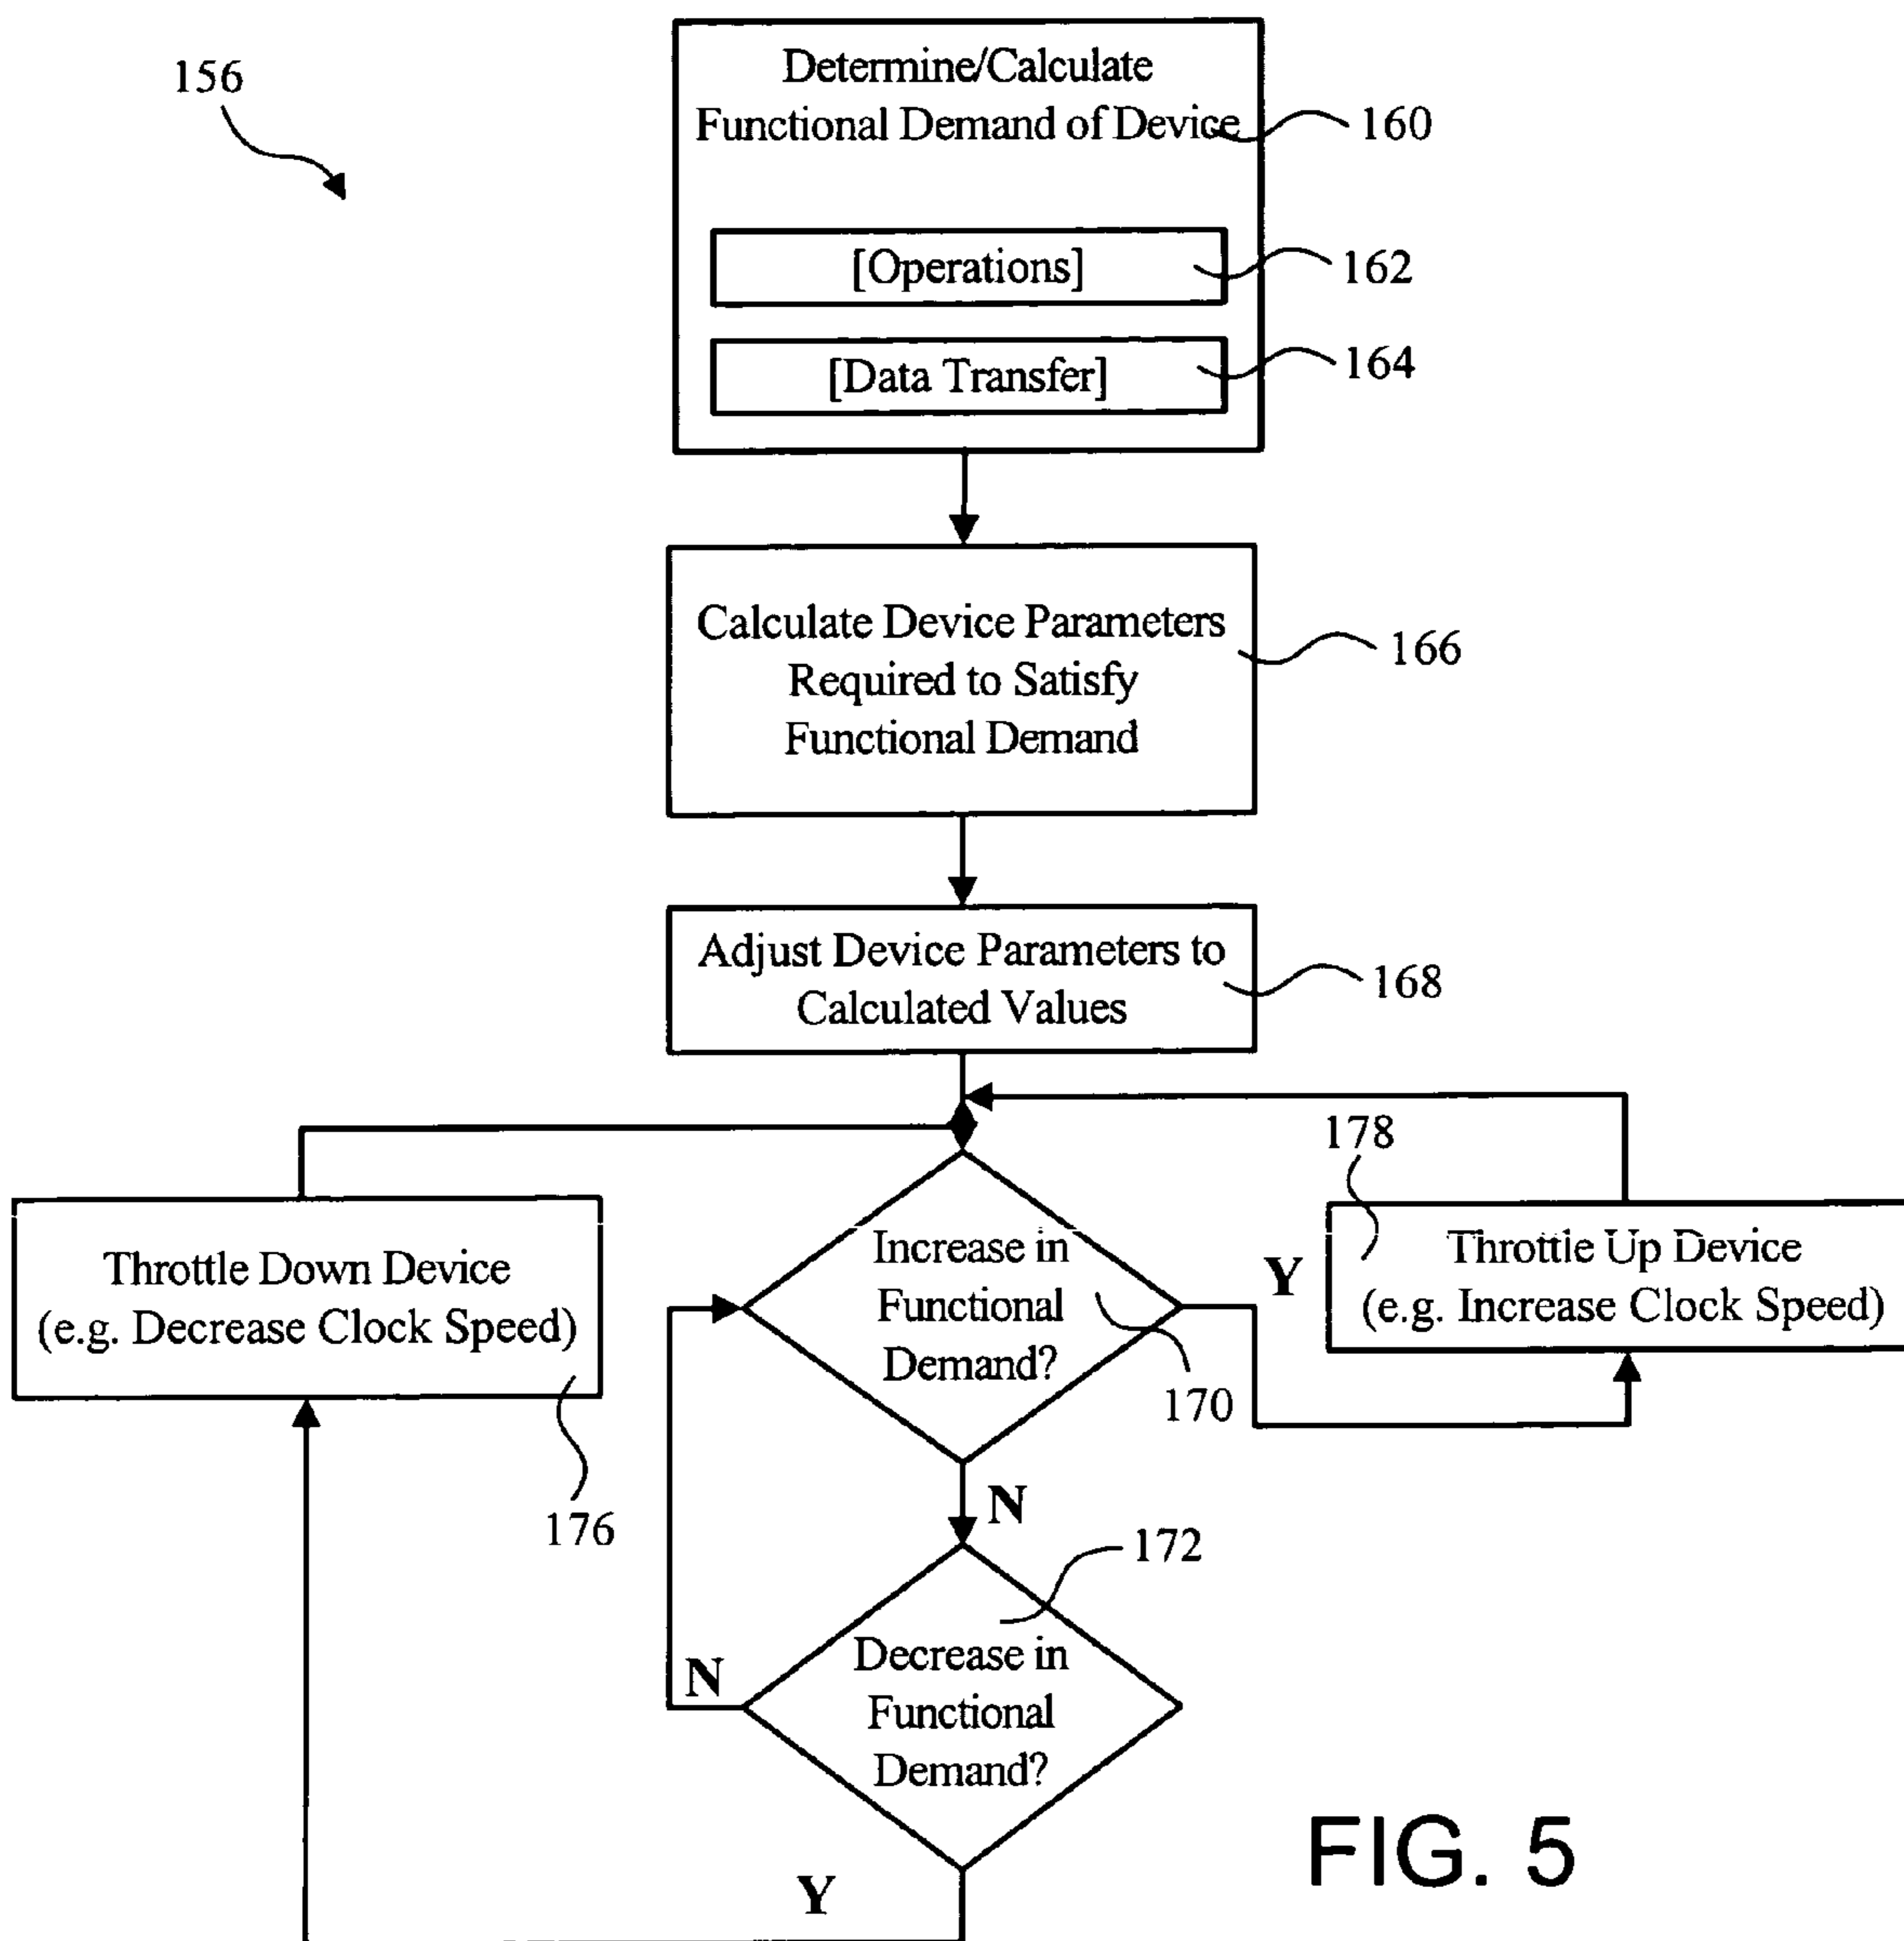 156
Determine/Calculate
Functional Demand of Device
160
[Operations]
162
[Data Transfer]
164
Calculate Device Parameters
Required to Satisfy
Functional Demand
166
Adjust Device Parameters to
Calculated Values
168
Throttle Down Device
(e.g. Decrease Clock Speed)
176
Increase in
Functional
Demand?
170
Y
178
Throttle Up Device
(e.g. Increase Clock Speed)
N
172
Decrease in
Functional
Demand?
N
Y
FIG. 5